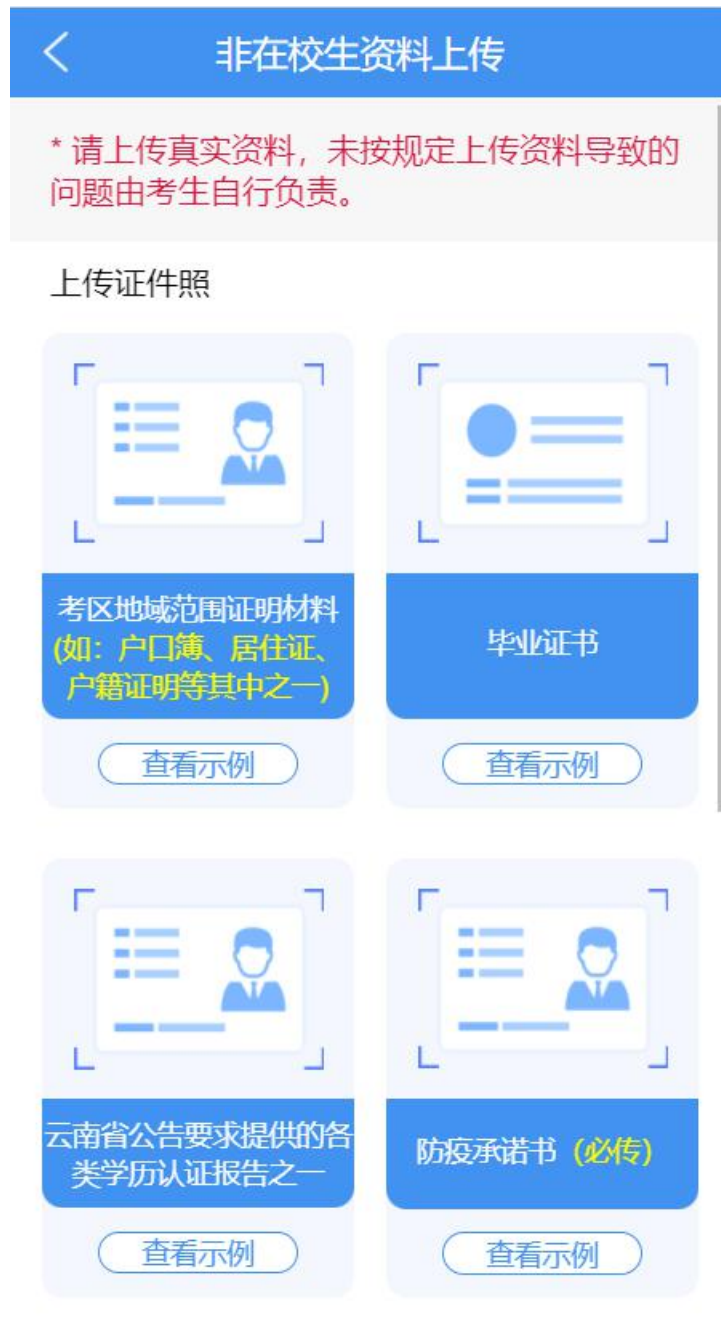 非在校生资料上传
* 请上传真实资料，未按规定上传资料导致的
问题由考生自行负责。
上传证件照
考区地域范围证明材料
(如：户口簿、居住证、
户籍证明等其中之一)
毕业证书
查看示例
查看示例
云南省公告要求提供的各
类学历认证报告之一
防疫承诺书（必传）
查看示例
查看示例